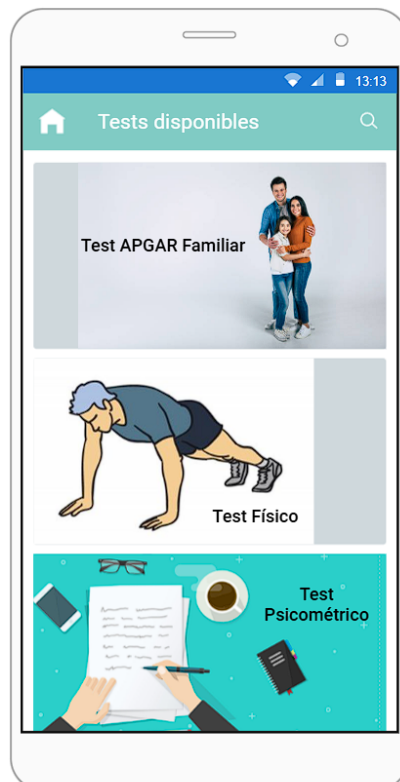 13:13
Tests disponibles
Test APGAR Familiar
Test Físico
Test
Psicométrico